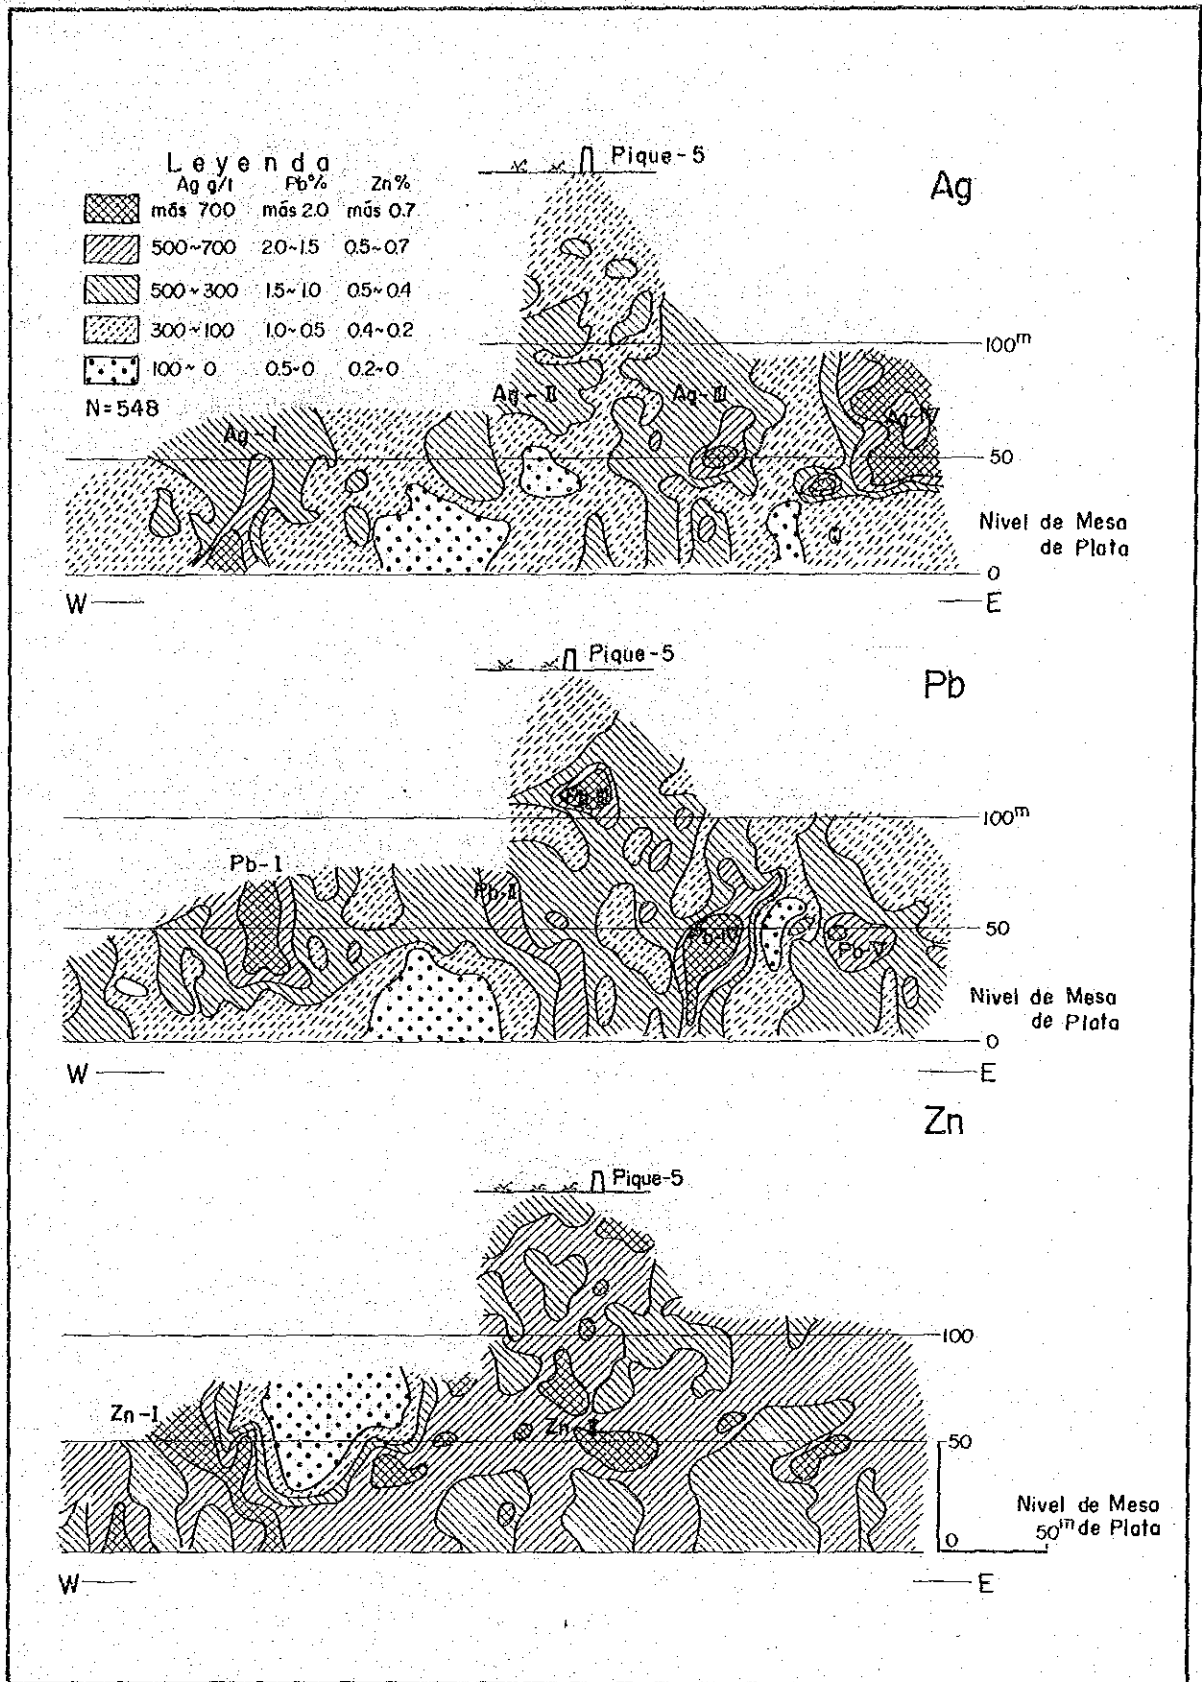 Leyenda
Ag g/t Pb% Zn%
más 700 más 2.0 más 0.7
500~700 2.0~1.5 0.5~0.7
500~300 1.5~1.0 0.5~0.4
300~100 1.0~0.5 0.4~0.2
100~0 0.5~0 0.2~0
N=548
Pique-5
Ag
100m
Ag-II
Ag-III
Ag-IV
Ag-I
50
Nivel de Mesa
de Plata
0
W
E
Pique-5
Pb
Pb-III
100m
Pb-I
Pb-II
50
Pb-IV
Pb-V
Nivel de Mesa
de Plata
0
W
E
Zn
Pique-5
100
Zn-I
Zn-II
50
Nivel de Mesa
0
50m de Plata
W
E